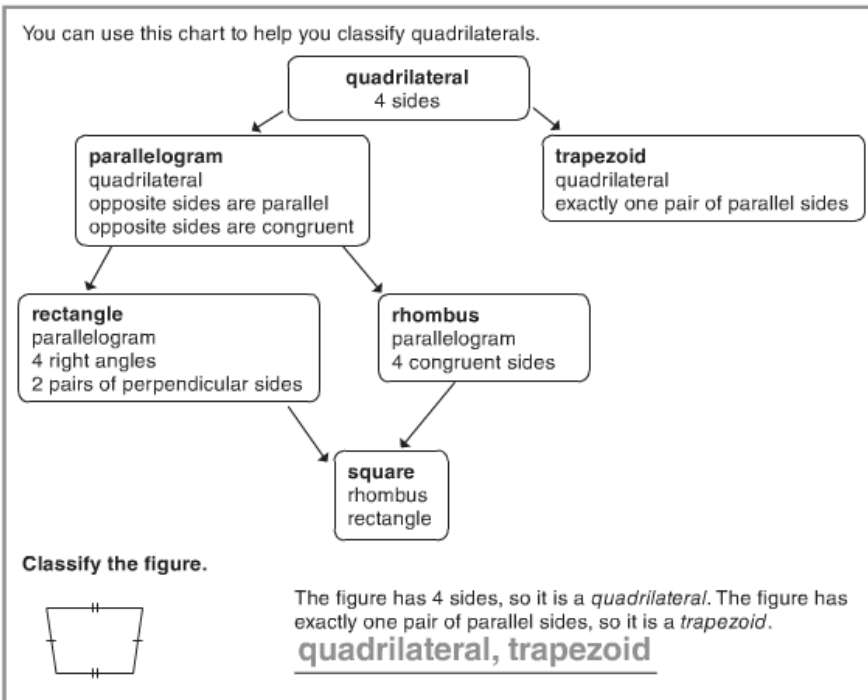 You can use this chart to help you classify quadrilaterals.
quadrilateral
4 sides
parallelogram
quadrilateral
opposite sides are parallel
opposite sides are congruent
trapezoid
quadrilateral
exactly one pair of parallel sides
rectangle
parallelogram
4 right angles
2 pairs of perpendicular sides
rhombus
parallelogram
4 congruent sides
square
rhombus
rectangle
Classify the figure.
The figure has 4 sides, so it is a quadrilateral. The figure has
exactly one pair of parallel sides, so it is a trapezoid.
quadrilateral, trapezoid